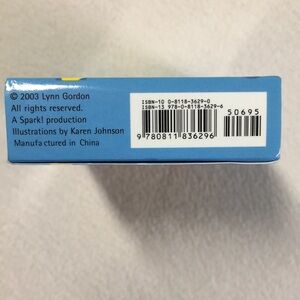 © 2003 Lynn Gordon
All rights reserved.
A Spark! production
Illustrations by Karen Johnson
Manufactured in China
ISBN-10 0-8118-3629-0
ISBN-13 978-0-8118-3629-6
50695
9 780811 836296